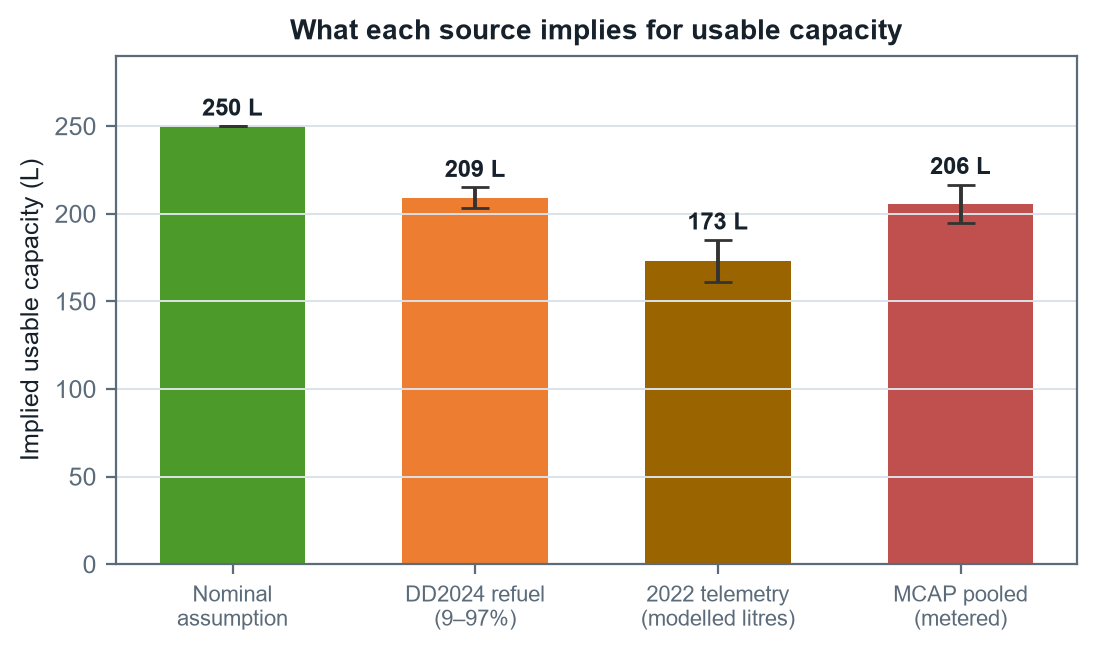 What each source implies for usable capacity
Implied usable capacity (L)
250
200
150
100
50
0
250 L
209 L
173 L
206 L
Nominal
assumption
DD2024 refuel
(9–97%)
2022 telemetry
(modelled litres)
MCAP pooled
(metered)